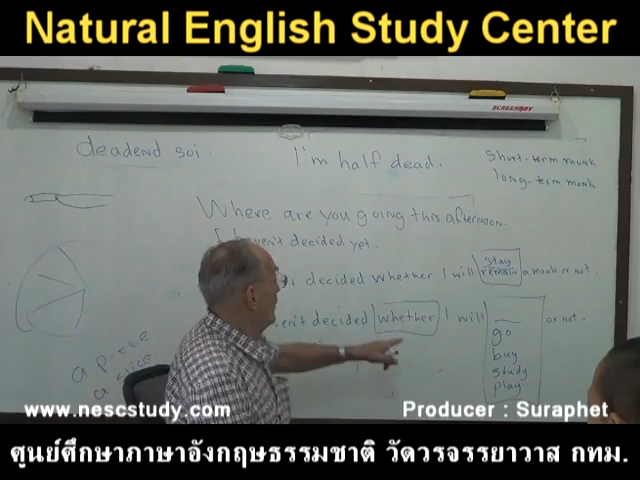 Natural English Study Center
SCREENBOY
deadend soi.
I'm half dead.
short-term monk
long-term monk
Where are you going this afternoon.
I haven't decided yet.
decided whether I will stay a monk or not.
remain
decided whether I will __ or not.
go
buy
study
play
a piece
a slice
www.nescstudy.com
Producer : Suraphet
ศูนย์ศึกษาภาษาอังกฤษธรรมชาติ วัดวรจรรยาวาส กทม.